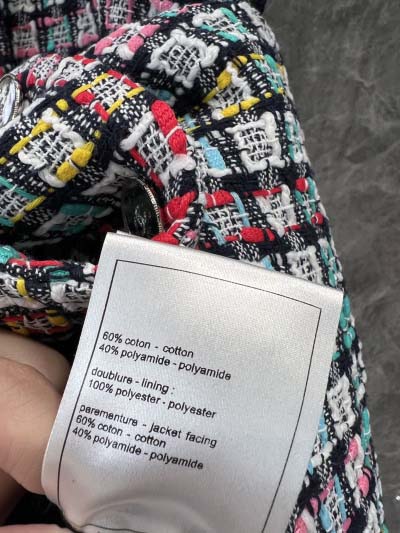 60% coton - cotton
40% polyamide - polyamide
doublure - lining :
100% polyester - polyester
parementure - jacket facing
60% coton - cotton
40% polyamide - polyamide